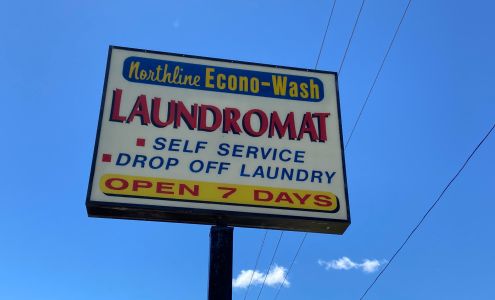 Northline Econo-Wash
LAUNDROMAT
SELF SERVICE
DROP OFF LAUNDRY
OPEN 7 DAYS